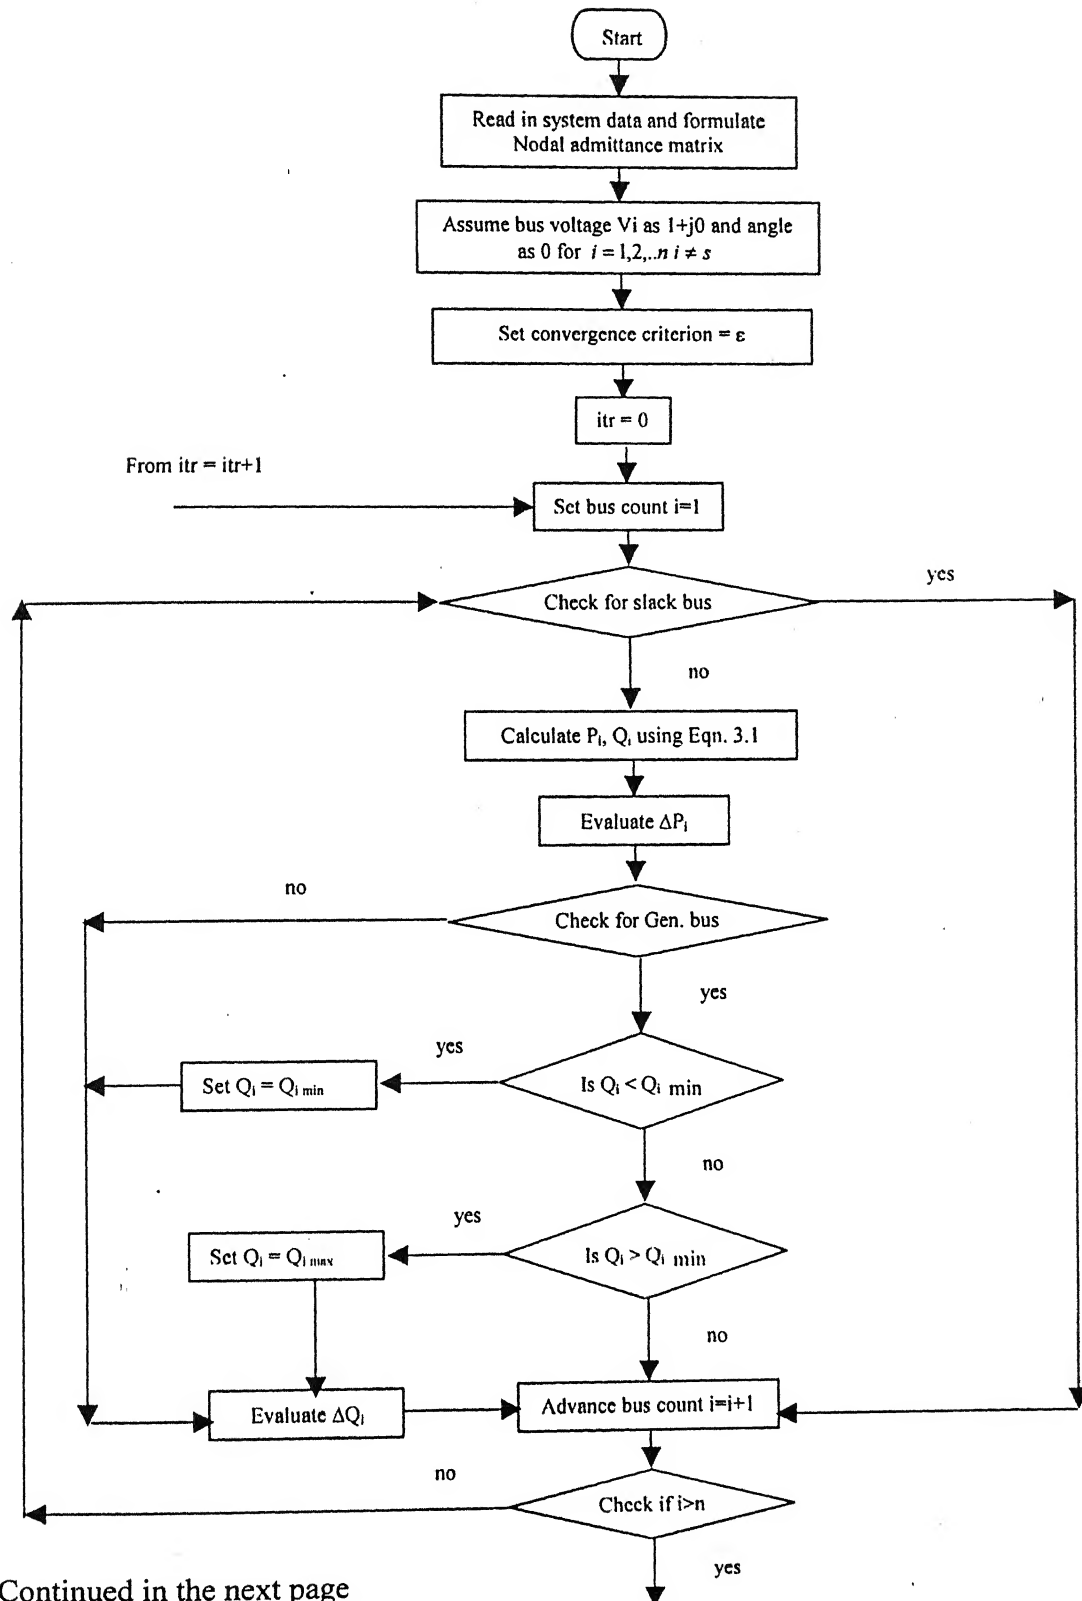 Start
Read in system data and formulate
Nodal admittance matrix
Assume bus voltage Vi as 1+j0 and angle
as 0 for i = 1,2,..n i ≠ s
Set convergence criterion = ε
itr = 0
From itr = itr+1
Set bus count i=1
Check for slack bus
yes
no
Calculate Pi, Qi using Eqn. 3.1
Evaluate ΔPi
no
Check for Gen. bus
yes
yes
Set Qi = Qi min
Is Qi < Qi min
no
yes
Set Qi = Qi max
Is Qi > Qi min
no
Evaluate ΔQi
Advance bus count i=i+1
no
Check if i>n
yes
Continued in the next page